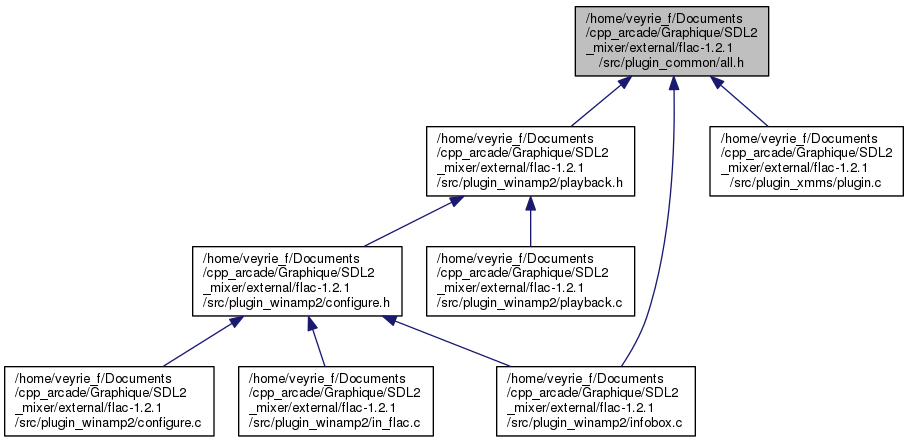 /home/veyrie_f/Documents
/cpp_arcade/Graphique/SDL2
_mixer/external/flac-1.2.1
/src/plugin_common/all.h
/home/veyrie_f/Documents
/cpp_arcade/Graphique/SDL2
_mixer/external/flac-1.2.1
/src/plugin_winamp2/playback.h
/home/veyrie_f/Documents
/cpp_arcade/Graphique/SDL2
_mixer/external/flac-1.2.1
/src/plugin_xmms/plugin.c
/home/veyrie_f/Documents
/cpp_arcade/Graphique/SDL2
_mixer/external/flac-1.2.1
/src/plugin_winamp2/configure.h
/home/veyrie_f/Documents
/cpp_arcade/Graphique/SDL2
_mixer/external/flac-1.2.1
/src/plugin_winamp2/playback.c
/home/veyrie_f/Documents
/cpp_arcade/Graphique/SDL2
_mixer/external/flac-1.2.1
/src/plugin_winamp2/configure.c
/home/veyrie_f/Documents
/cpp_arcade/Graphique/SDL2
_mixer/external/flac-1.2.1
/src/plugin_winamp2/in_flac.c
/home/veyrie_f/Documents
/cpp_arcade/Graphique/SDL2
_mixer/external/flac-1.2.1
/src/plugin_winamp2/infobox.c